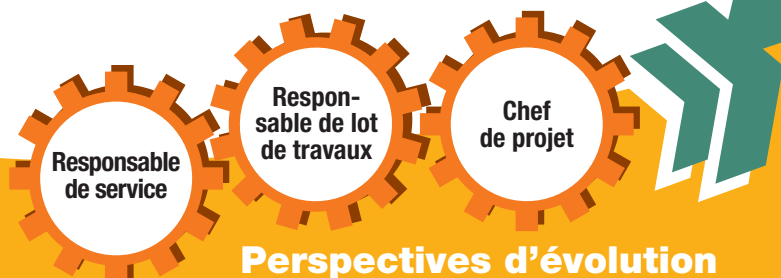 Responsable
de service
Respon-
sable de lot
de travaux
Chef
de projet
Perspectives d'évolution